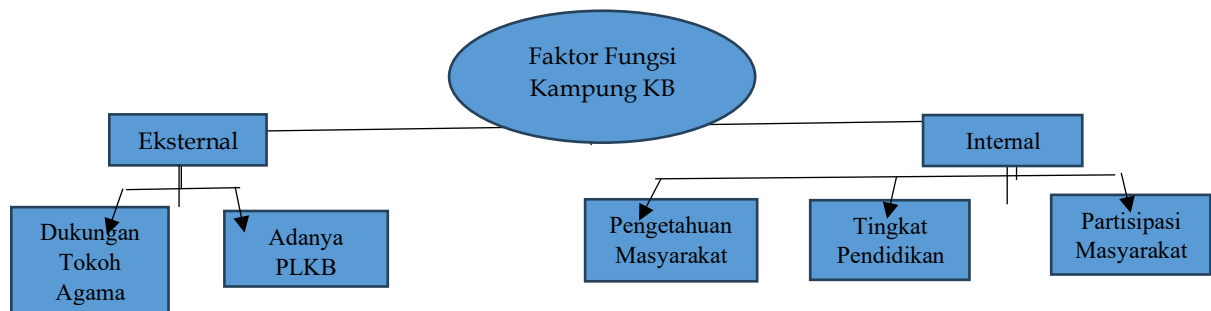 Faktor Fungsi
Kampung KB
Eksternal
Internal
Dukungan
Tokoh
Agama
Adanya
PLKB
Pengetahuan
Masyarakat
Tingkat
Pendidikan
Partisipasi
Masyarakat